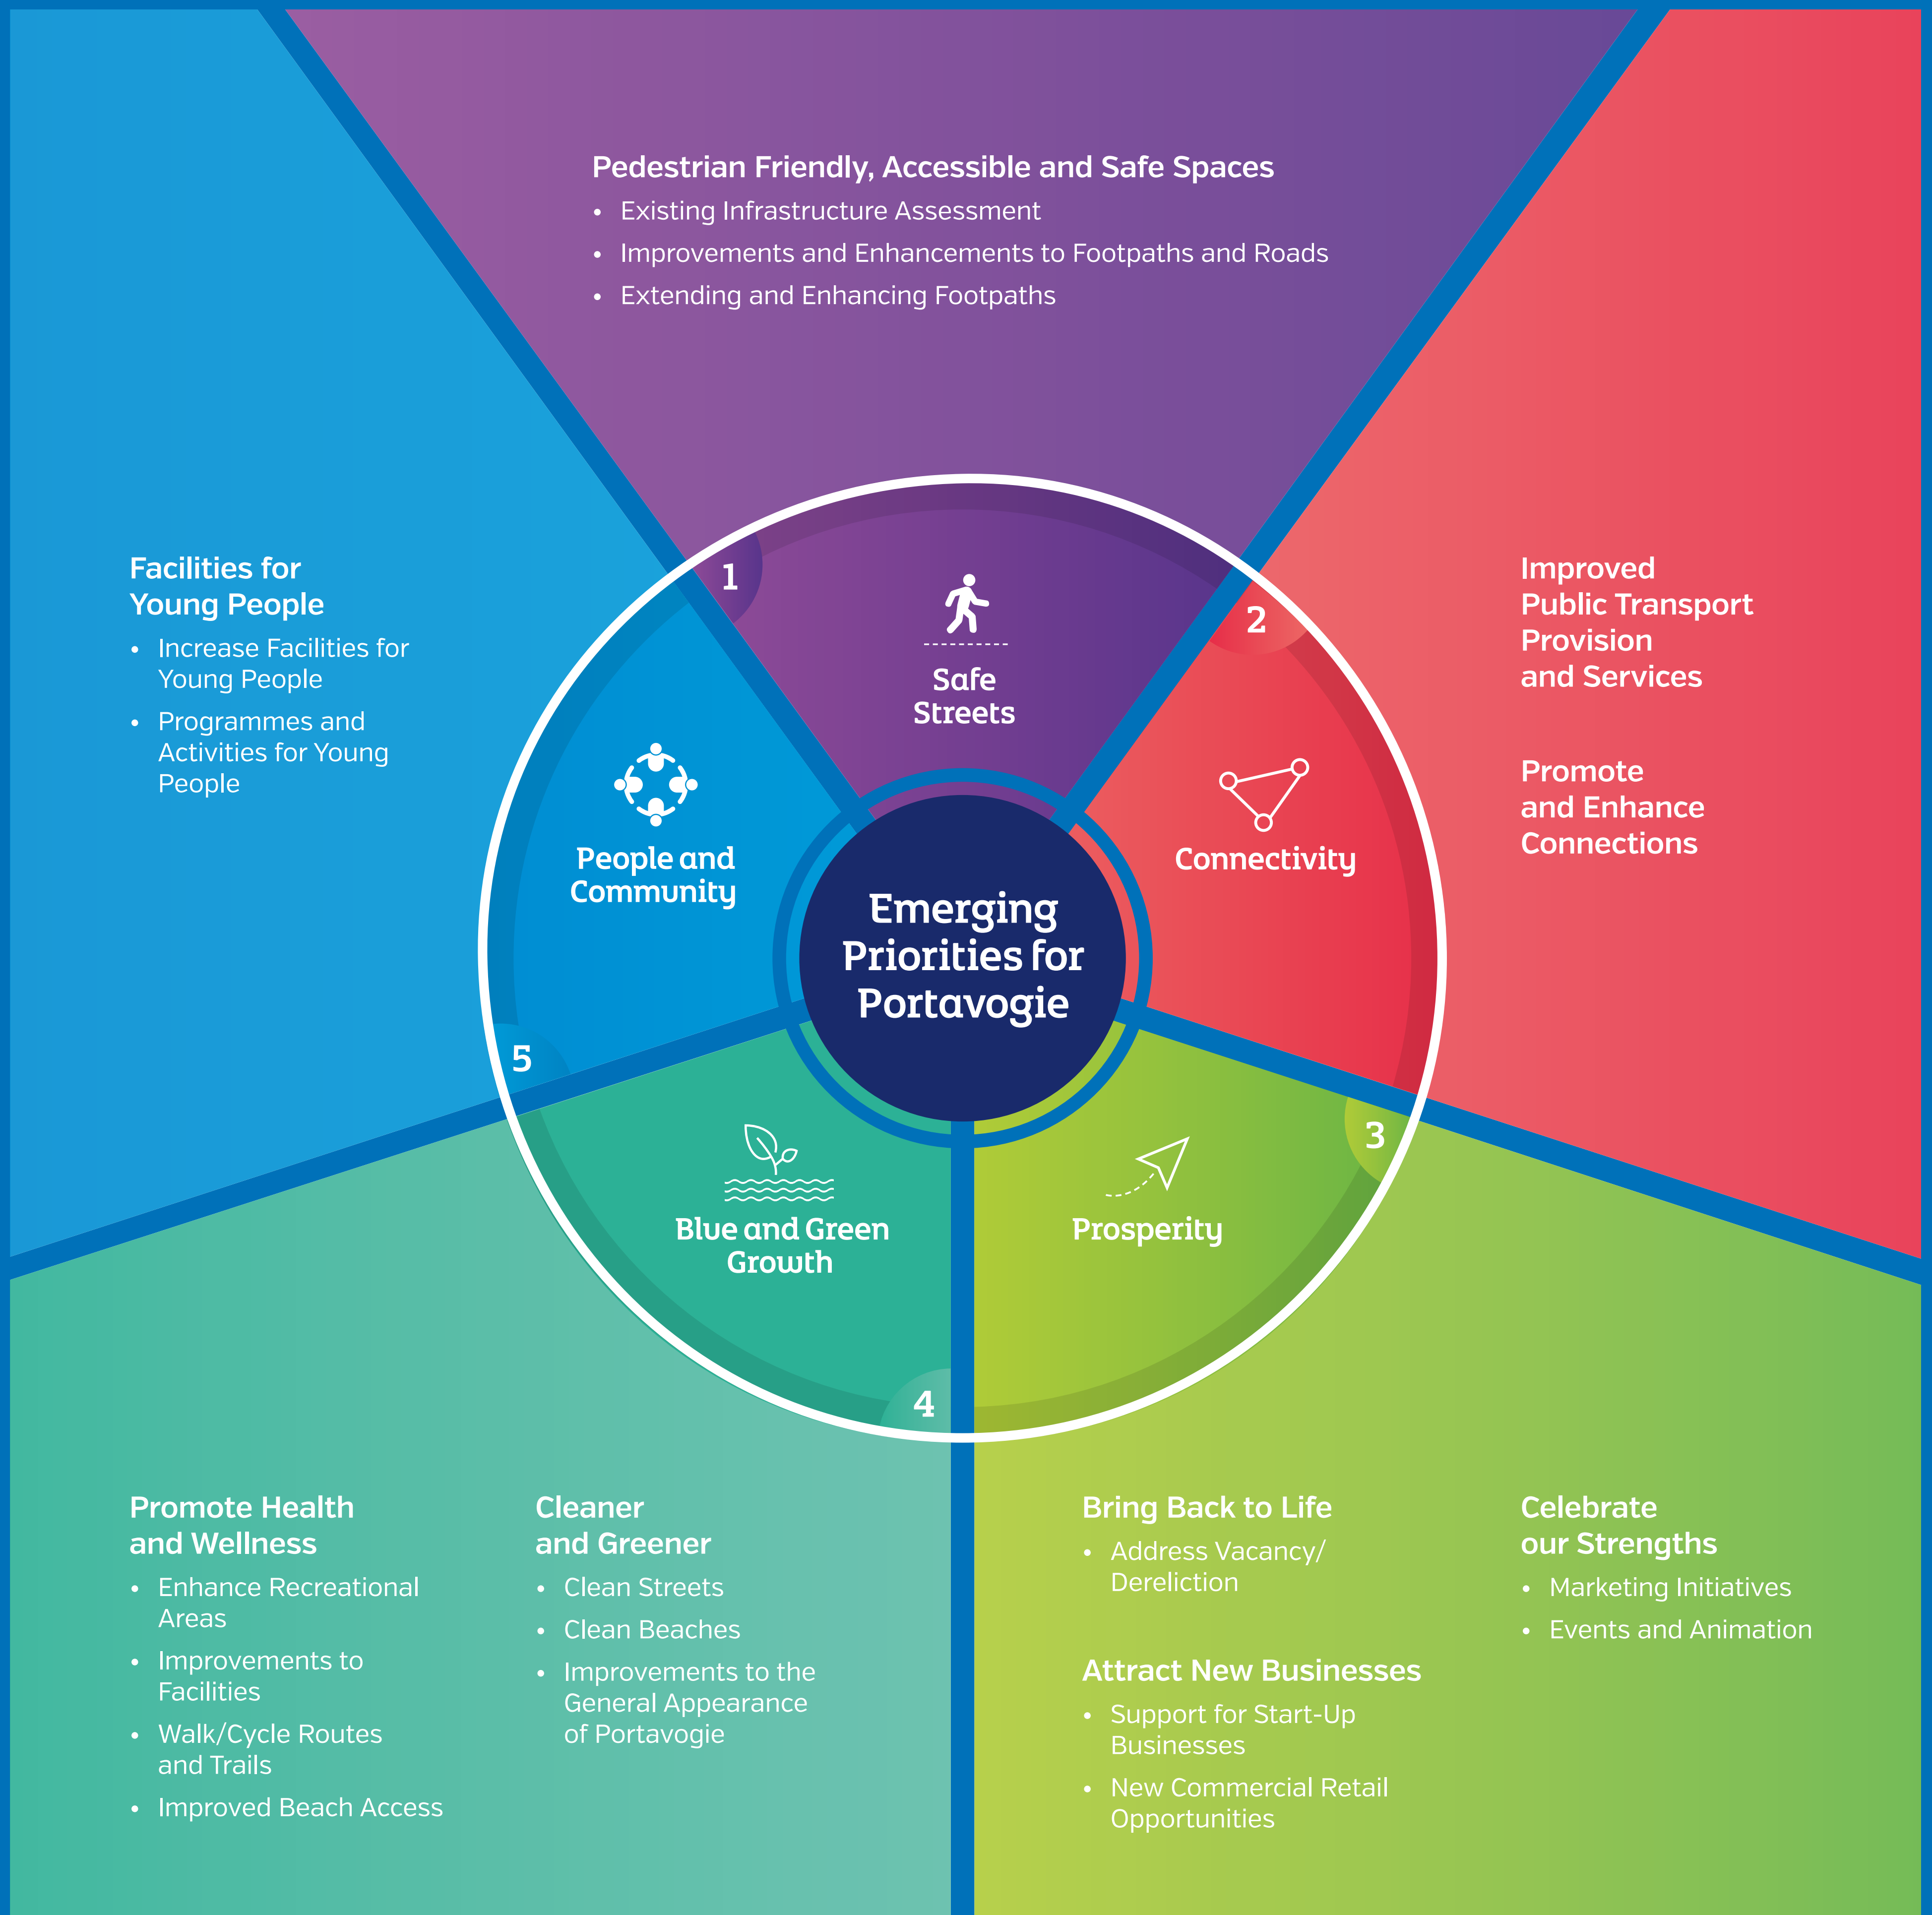 Pedestrian Friendly, Accessible and Safe Spaces
• Existing Infrastructure Assessment
• Improvements and Enhancements to Footpaths and Roads
• Extending and Enhancing Footpaths
Facilities for
Young People
• Increase Facilities for
Young People
• Programmes and
Activities for Young
People
Improved
Public Transport
Provision
and Services
Promote
and Enhance
Connections
1
Safe
Streets
2
Connectivity
3
Prosperity
4
Blue and Green
Growth
5
People and
Community
Emerging
Priorities for
Portavogie
Promote Health
and Wellness
• Enhance Recreational
Areas
• Improvements to
Facilities
• Walk/Cycle Routes
and Trails
• Improved Beach Access
Cleaner
and Greener
• Clean Streets
• Clean Beaches
• Improvements to the
General Appearance
of Portavogie
Bring Back to Life
• Address Vacancy/
Dereliction
Attract New Businesses
• Support for Start-Up
Businesses
• New Commercial Retail
Opportunities
Celebrate
our Strengths
• Marketing Initiatives
• Events and Animation